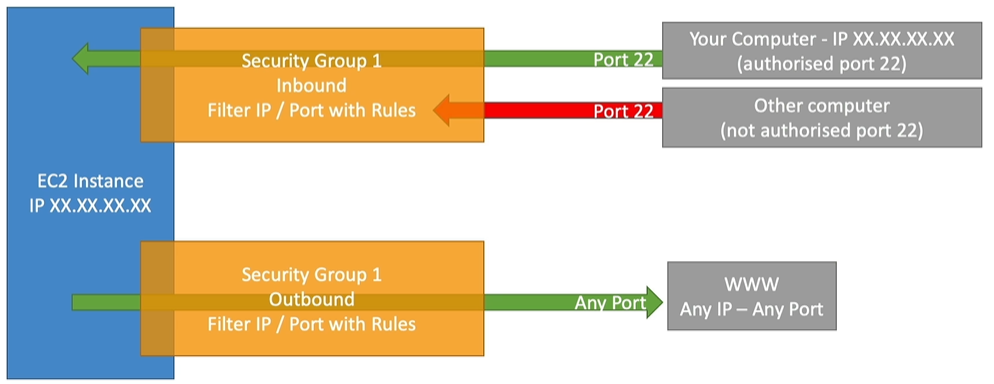 EC2 Instance
IP XX.XX.XX.XX
Security Group 1
Inbound
Filter IP / Port with Rules
Port 22
Your Computer - IP XX.XX.XX.XX
(authorised port 22)
Port 22
Other computer
(not authorised port 22)
Security Group 1
Outbound
Filter IP / Port with Rules
Any Port
WWW
Any IP – Any Port